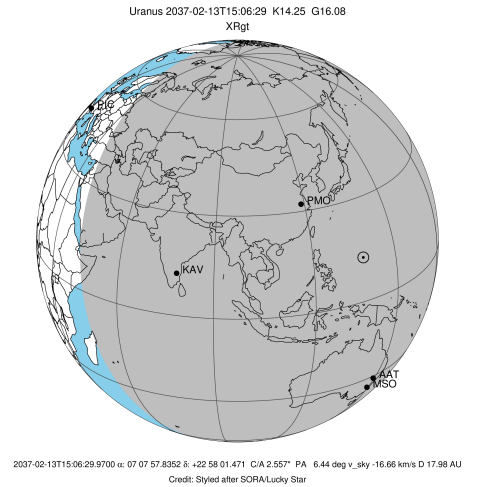 Uranus 2037-02-13T15:06:29 K14.25 G16.08
XRgt
PIC
PMO
KAV
AAT
MSO
2037-02-13T15:06:29.9700 α: 07 07 57.8352 δ: +22 58 01.471 C/A 2.557" PA 6.44 deg v_sky -16.66 km/s D 17.98 AU
Credit: Styled after SORA/Lucky Star